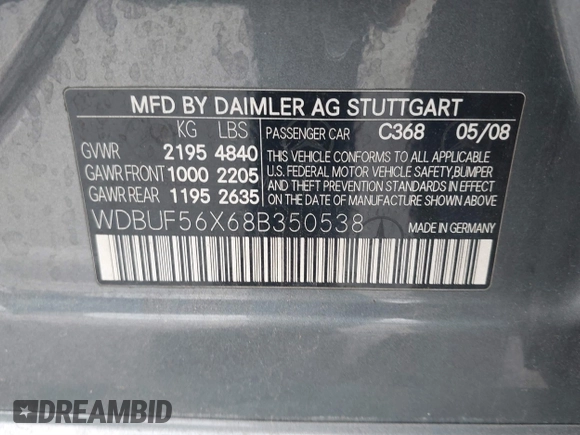 MFD BY DAIMLER AG STUTTGART
KG LBS PASSENGER CAR C368 05/08
GVWR 2195 4840 THIS VEHICLE CONFORMS TO ALL APPLICABLE
GAWR FRONT 1000 2205 U.S. FEDERAL MOTOR VEHICLE SAFETY,BUMPER
AND THEFT PREVENTION STANDARDS IN EFFECT
GAWR REAR 1195 2635 ON THE DATE OF MANUFACTURE SHOWN ABOVE
WDBUF56X68B350538 MADE IN GERMANY
DREAMBID